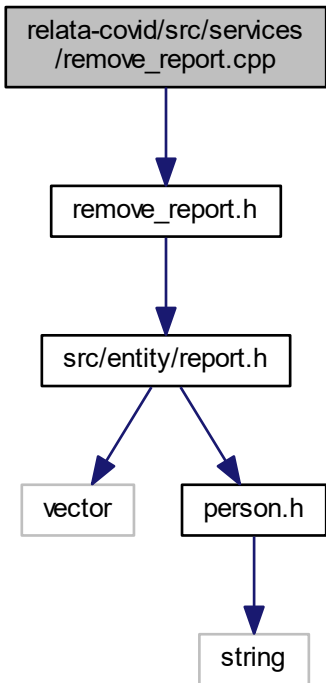 relata-covid/src/services
/remove_report.cpp
remove_report.h
src/entity/report.h
vector
person.h
string